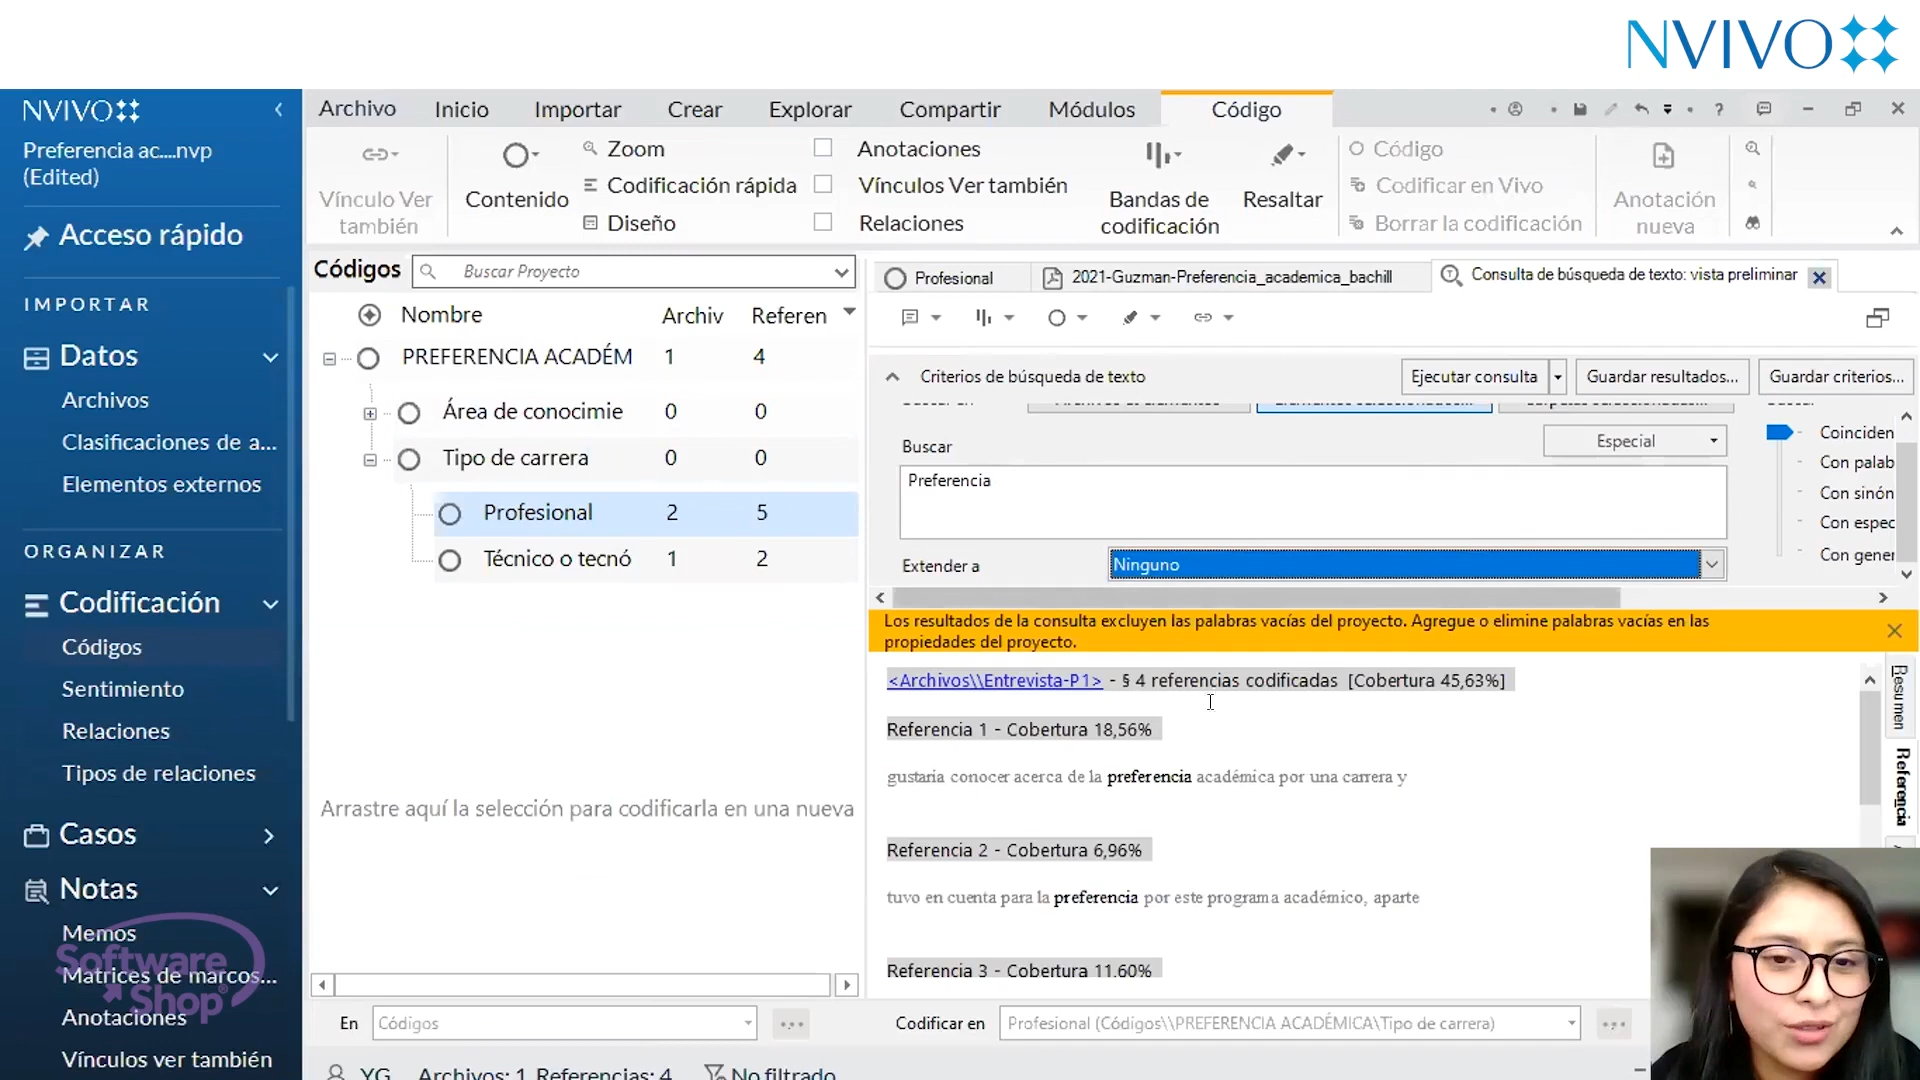 NVIVO
NVIVO
Preferencia ac....nvp
(Edited)
Acceso rápido
IMPORTAR
Datos
Archivos
Clasificaciones de a...
Elementos externos
ORGANIZAR
Codificación
Códigos
Sentimiento
Relaciones
Tipos de relaciones
Casos
Notas
Memos
Matrices de marcos...
Anotaciones
Vínculos ver también
Software
Shop
Archivo Inicio Importar Crear Explorar Compartir Módulos Código
Vínculo Ver
también
Contenido
Zoom
Codificación rápida
Diseño
Anotaciones
Vínculos Ver también
Relaciones
Bandas de
codificación
Resaltar
Código
Codificar en Vivo
Borrar la codificación
Anotación
nueva
Códigos Buscar Proyecto
Nombre Archiv Referen
PREFERENCIA ACADÉM 1 4
Área de conocimie 0 0
Tipo de carrera 0 0
Profesional 2 5
Técnico o tecnó 1 2
Arrastre aquí la selección para codificarla en una nueva
En Códigos
Profesional 2021-Guzman-Preferencia_academica_bachill Consulta de búsqueda de texto: vista preliminar
Criterios de búsqueda de texto Ejecutar consulta Guardar resultados... Guardar criterios...
Buscar Especial
Preferencia
Extender a Ninguno
Coinciden
Con palab
Con sinón
Con espec
Con gener
Los resultados de la consulta excluyen las palabras vacías del proyecto. Agregue o elimine palabras vacías en las
propiedades del proyecto.
<Archivos\\Entrevista-P1> - § 4 referencias codificadas [Cobertura 45,63%]
Referencia 1 - Cobertura 18,56%
gustaria conocer acerca de la preferencia académica por una carrera y
Referencia 2 - Cobertura 6,96%
tuvo en cuenta para la preferencia por este programa académico, aparte
Referencia 3 - Cobertura 11,60%
Resumen
Referencia
Codificar en Profesional (Códigos\\PREFERENCIA ACADÉMICA\Tipo de carrera)
YG Archivos: 1 Referencias: 4 No filtrado